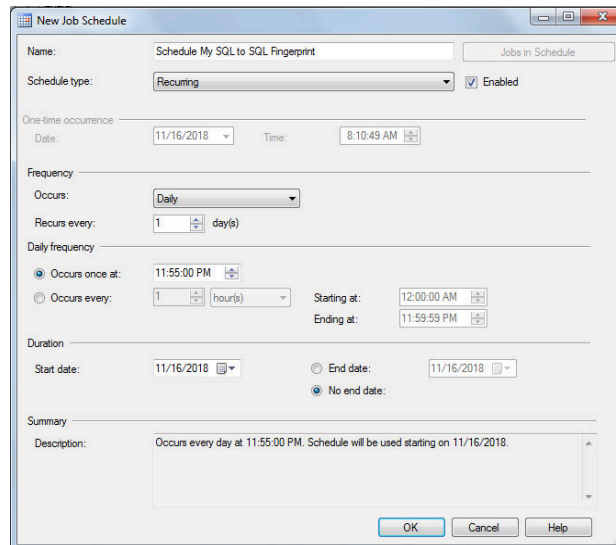 New Job Schedule
Name: Schedule My SQL to SQL Fingerprint Jobs in Schedule
Schedule type: Recurring Enabled
One-time occurrence
Date: 11/16/2018 Time: 8:10:49 AM
Frequency
Occurs: Daily
Recurs every: 1 day(s)
Daily frequency
Occurs once at: 11:55:00 PM
Occurs every: 1 hour(s) Starting at: 12:00:00 AM
Ending at: 11:59:59 PM
Duration
Start date: 11/16/2018 End date: 11/16/2018
No end date:
Summary
Description: Occurs every day at 11:55:00 PM. Schedule will be used starting on 11/16/2018.
OK Cancel Help